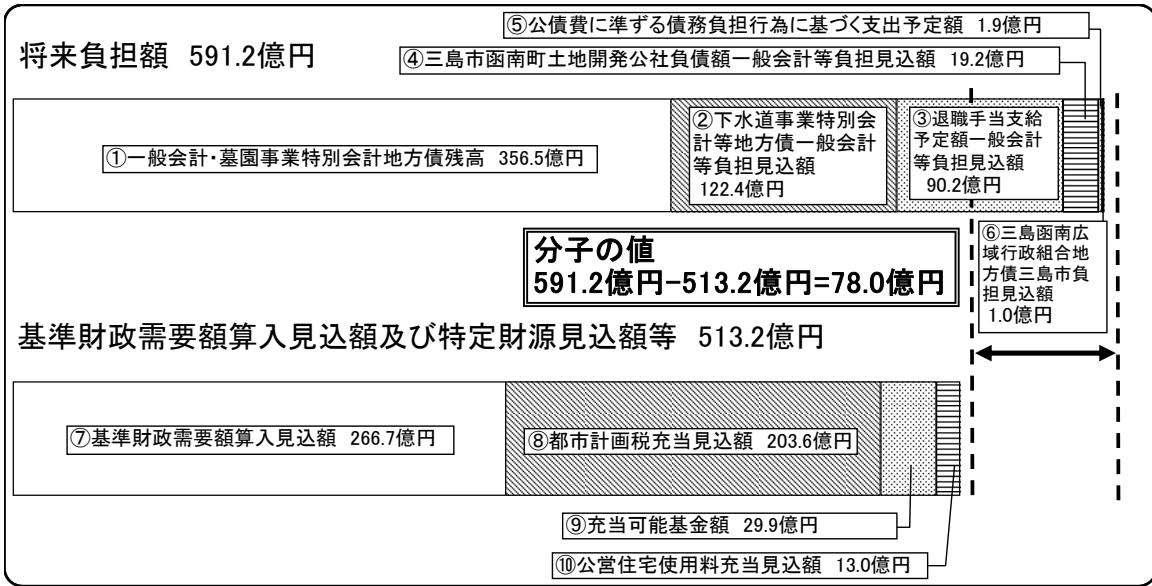 ⑤公債費に準ずる債務負担行為に基づく支出予定額 1.9億円
将来負担額 591.2億円
④三島市函南町土地開発公社負債額一般会計等負担見込額 19.2億円
①一般会計・墓園事業特別会計地方債残高 356.5億円
②下水道事業特別会
計等地方債一般会計
等負担見込額
122.4億円
③退職手当支給
予定額一般会計
等負担見込額
90.2億円
⑥三島函南広
域行政組合地
方債三島市負
担見込額
1.0億円
分子の値
591.2億円−513.2億円=78.0億円
基準財政需要額算入見込額及び特定財源見込額等 513.2億円
⑦基準財政需要額算入見込額 266.7億円
⑧都市計画税充当見込額 203.6億円
⑨充当可能基金額 29.9億円
⑩公営住宅使用料充当見込額 13.0億円